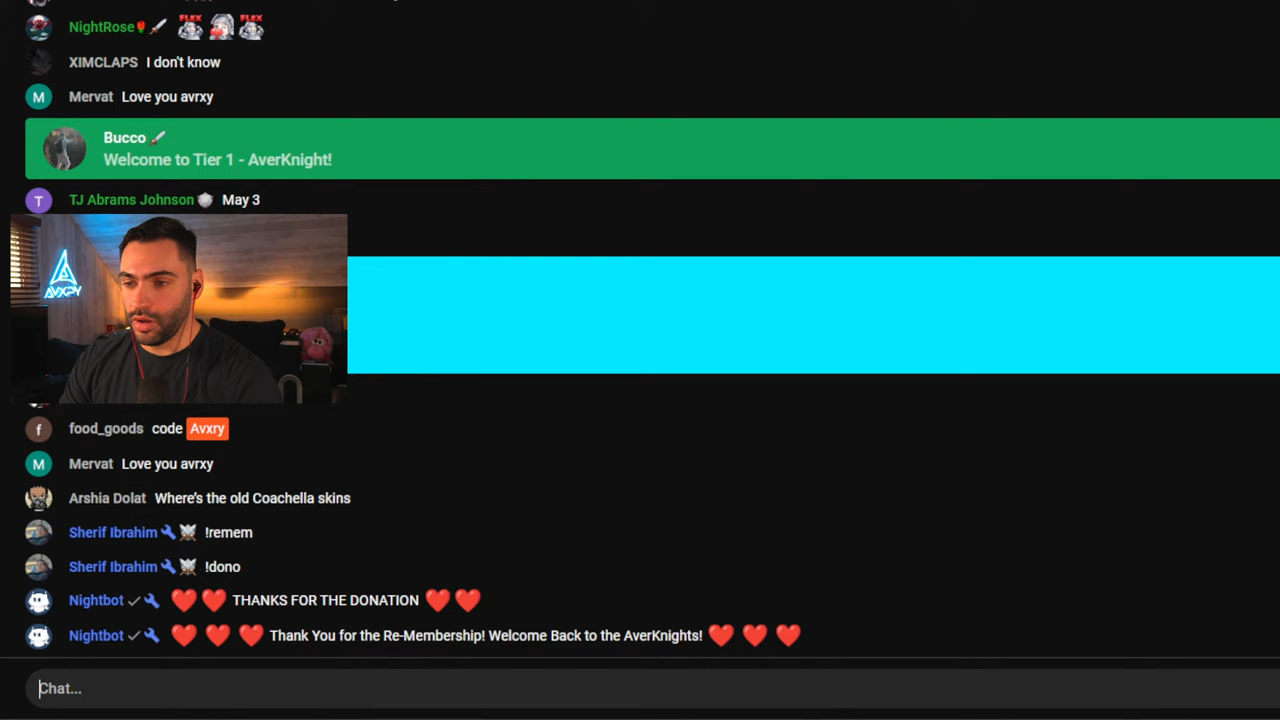 NightRose FLEX FLEX
XIMCLAPS I don't know
M Mervat Love you avrxy
Bucco
Welcome to Tier 1 - AverKnight!
T TJ Abrams Johnson May 3
AVXRY
f food_goods code Avxry
M Mervat Love you avrxy
Arshia Dolat Where's the old Coachella skins
Sherif Ibrahim !remem
Sherif Ibrahim !dono
Nightbot THANKS FOR THE DONATION
Nightbot Thank You for the Re-Membership! Welcome Back to the AverKnights!
Chat...